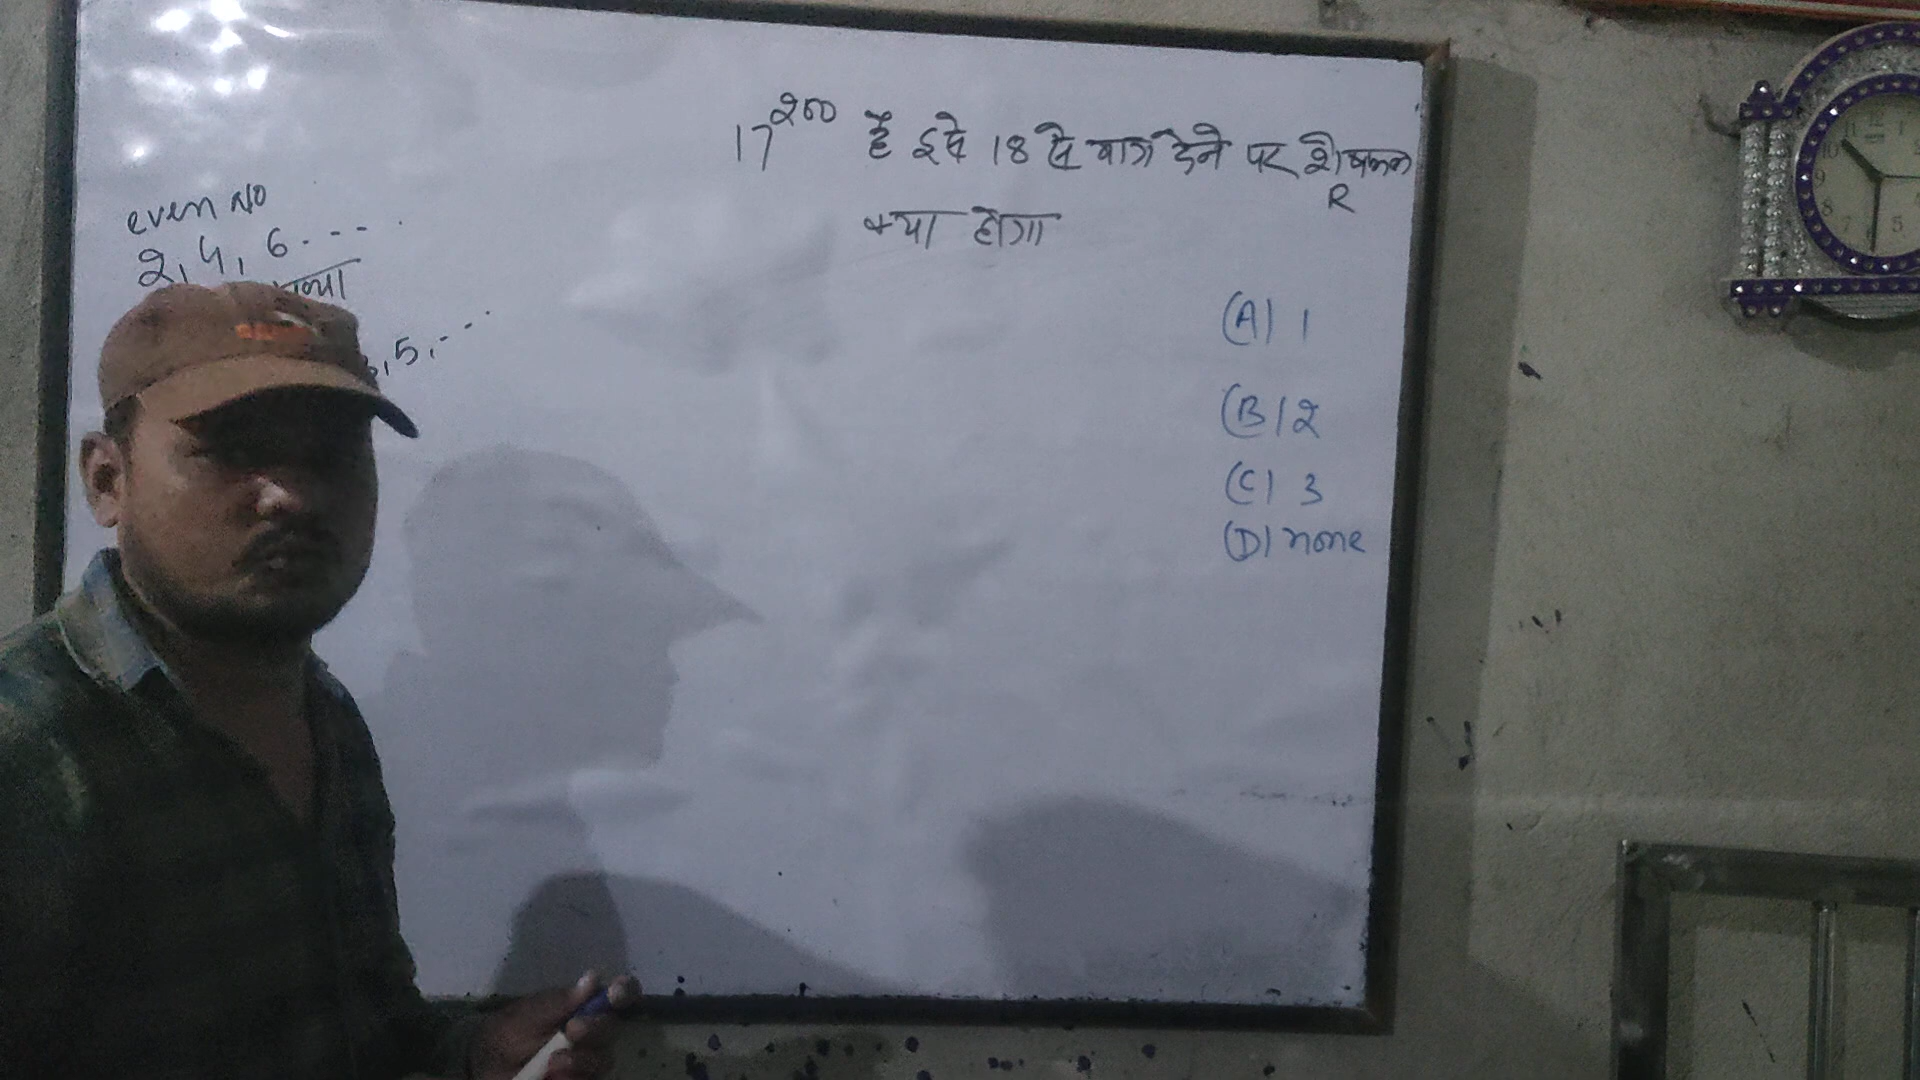 17^200 है इसे 18 से भाग देने पर शेषफल
R
क्या होगा
(A) 1
(B) 2
(C) 3
(D) none
even NO
2, 4, 6 - - - -
5, - - -